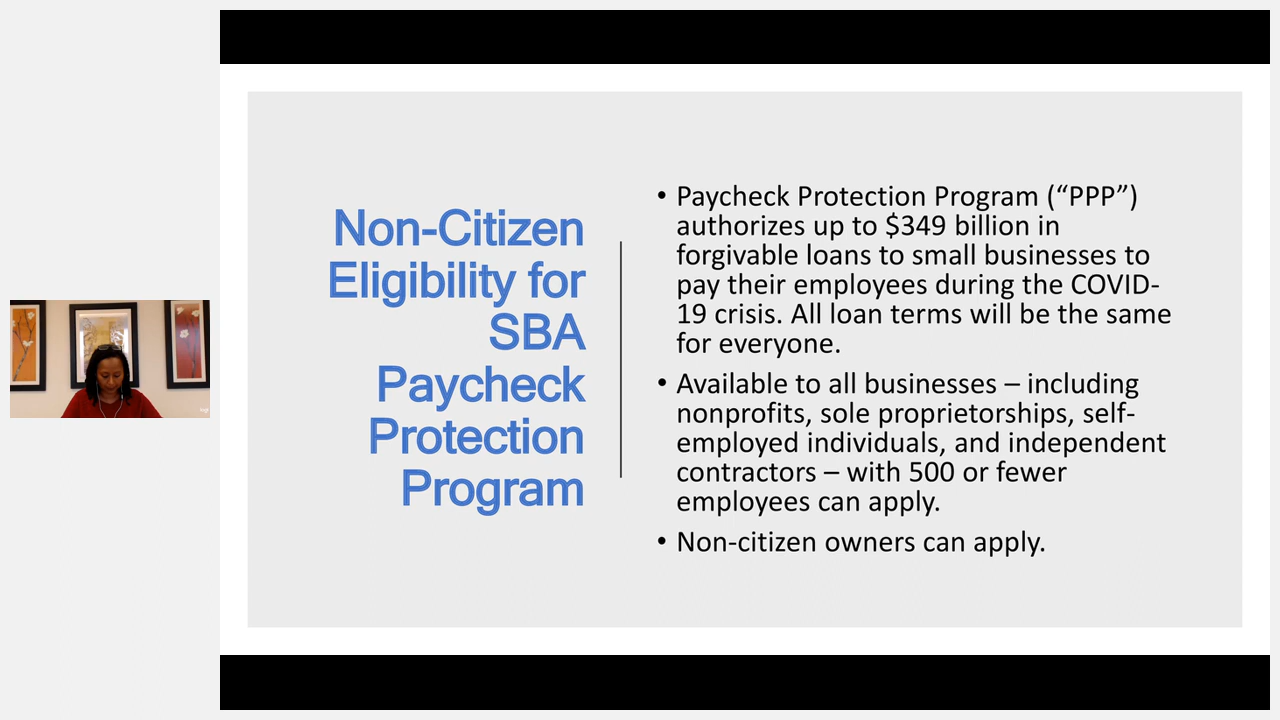 Non-Citizen
Eligibility for
SBA
Paycheck
Protection
Program
• Paycheck Protection Program (“PPP”)
authorizes up to $349 billion in
forgivable loans to small businesses to
pay their employees during the COVID-
19 crisis. All loan terms will be the same
for everyone.
• Available to all businesses – including
nonprofits, sole proprietorships, self-
employed individuals, and independent
contractors – with 500 or fewer
employees can apply.
• Non-citizen owners can apply.